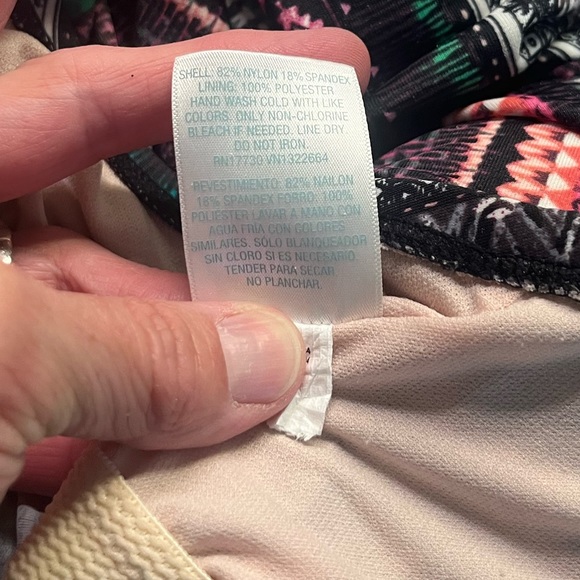 SHELL: 82% NYLON 18% SPANDEX
LINING: 100% POLYESTER
HAND WASH COLD WITH LIKE
COLORS. ONLY NON-CHLORINE
BLEACH IF NEEDED. LINE DRY.
DO NOT IRON.
RN17730 VN1322664
REVESTIMIENTO: 82% NAILON
18% SPANDEX FORRO: 100%
POLIESTER LAVAR A MANO CON
AGUA FRÍA CON COLORES
SIMILARES. SÓLO BLANQUEADOR
SIN CLORO SI ES NECESARIO
TENDER PARA SECAR
NO PLANCHAR.